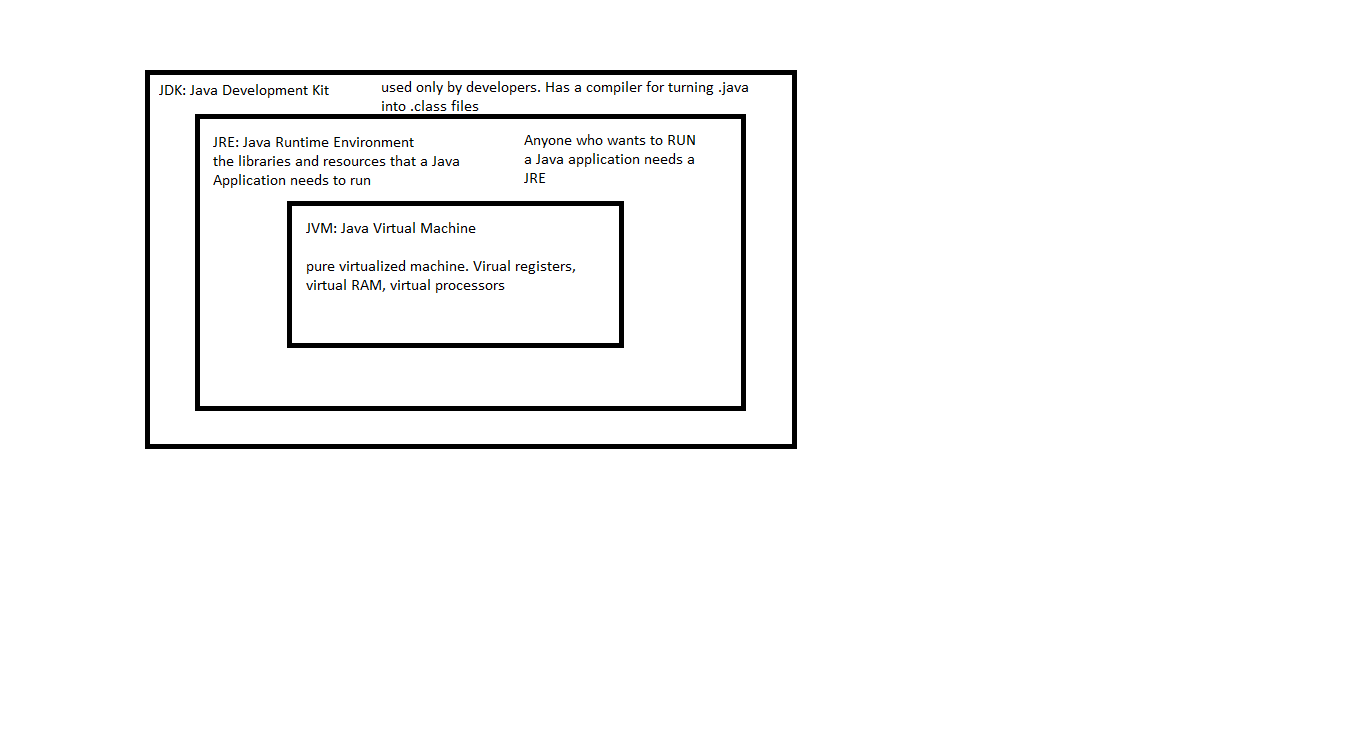 JDK: Java Development Kit
used only by developers. Has a compiler for turning .java
into .class files
JRE: Java Runtime Environment
the libraries and resources that a Java
Application needs to run
Anyone who wants to RUN
a Java application needs a
JRE
JVM: Java Virtual Machine
pure virtualized machine. Virual registers,
virtual RAM, virtual processors